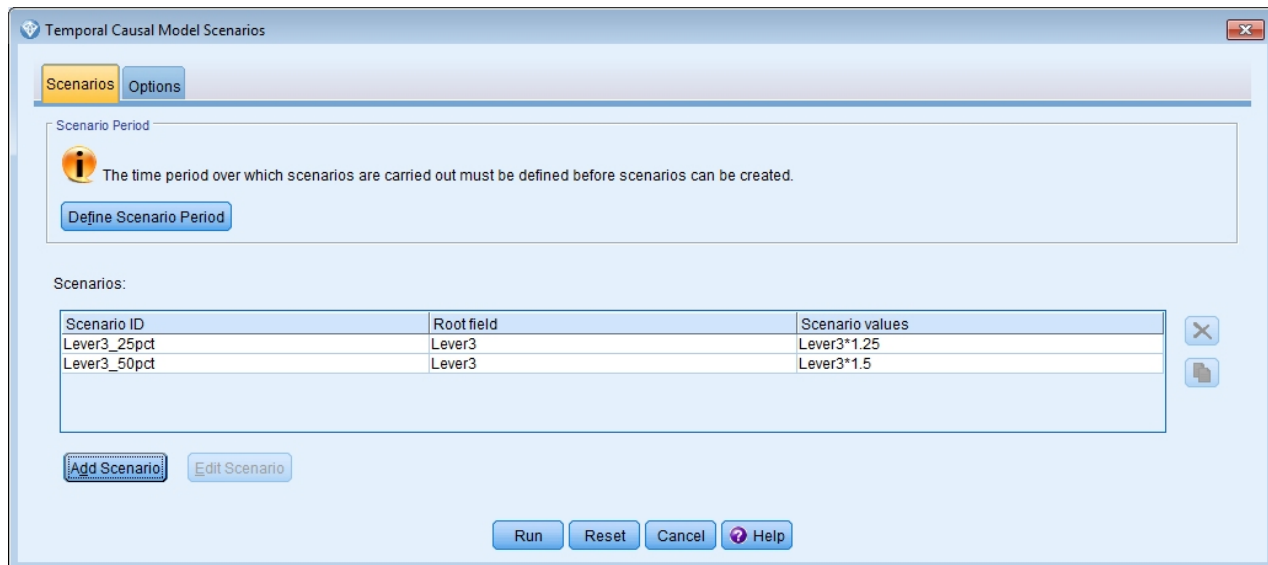 Temporal Causal Model Scenarios
Scenarios Options
Scenario Period
The time period over which scenarios are carried out must be defined before scenarios can be created.
Define Scenario Period
Scenarios:
Scenario ID Root field Scenario values
Lever3_25pct Lever3 Lever3*1.25
Lever3_50pct Lever3 Lever3*1.5
Add Scenario Edit Scenario
Run Reset Cancel Help